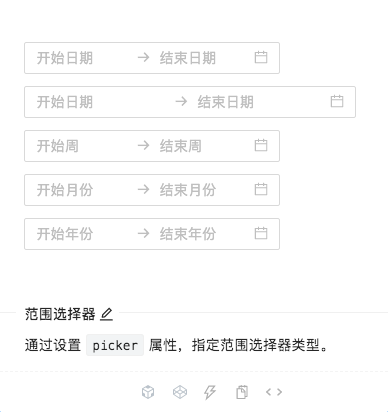 开始日期 → 结束日期
开始日期 → 结束日期
开始周 → 结束周
开始月份 → 结束月份
开始年份 → 结束年份
范围选择器
通过设置 picker 属性，指定范围选择器类型。